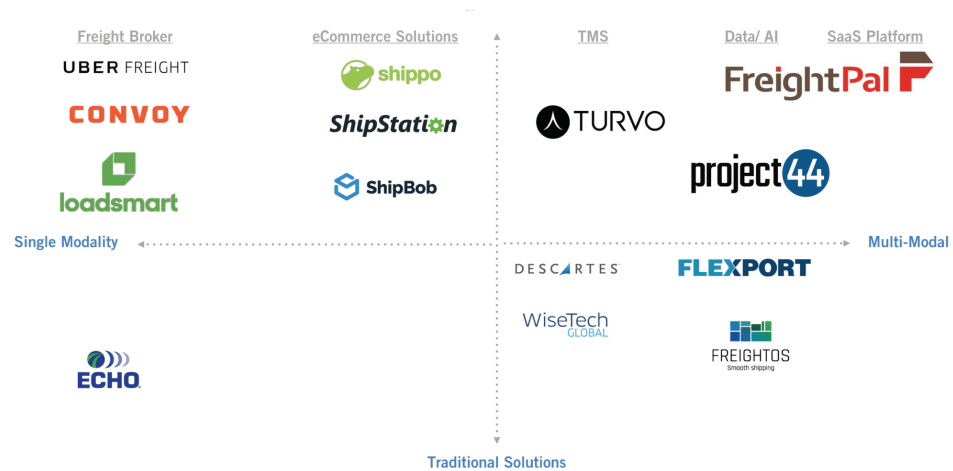 Freight Broker
eCommerce Solutions
TMS
Data/ AI
SaaS Platform
UBER FREIGHT
shippo
FreightPal
CONVOY
ShipStation
TURVO
loadsmart
ShipBob
project44
Single Modality
Multi-Modal
DESCARTES
FLEXPORT
WiseTech
GLOBAL
FREIGHTOS
Smooth shipping
ECHO
Traditional Solutions